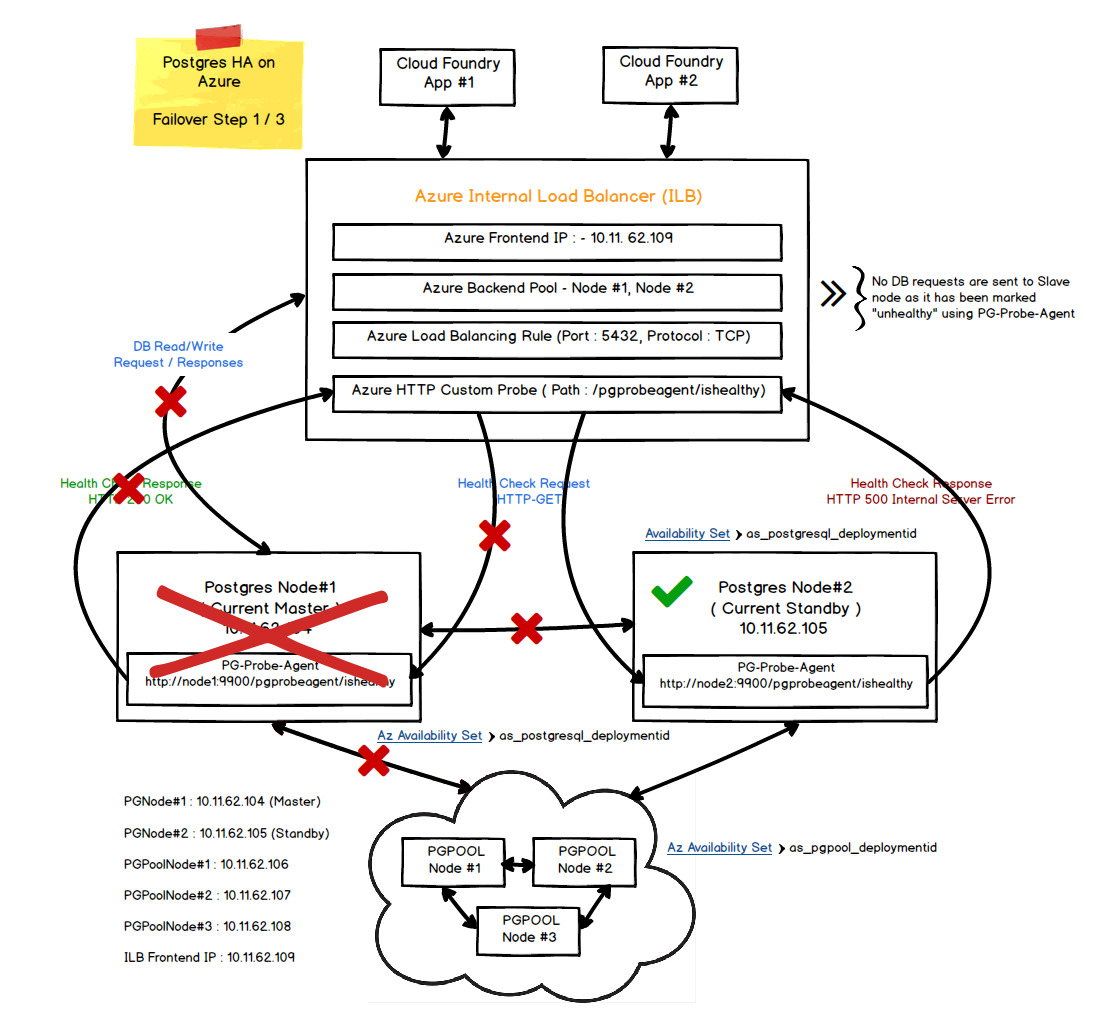 Postgres HA on
Azure
Failover Step 1 / 3
Cloud Foundry
App #1
Cloud Foundry
App #2
Azure Internal Load Balancer (ILB)
Azure Frontend IP : - 10.11. 62.109
Azure Backend Pool - Node #1, Node #2
Azure Load Balancing Rule (Port : 5432, Protocol : TCP)
Azure HTTP Custom Probe ( Path : /pgprobeagent/ishealthy)
No DB requests are sent to Slave
node as it has been marked
"unhealthy" using PG-Probe-Agent
DB Read/Write
Request / Responses
Health Check Response
HTTP 200 OK
Health Check Request
HTTP-GET
Health Check Response
HTTP 500 Internal Server Error
Availability Set as_postgresql_deploymentid
Postgres Node#1
( Current Master )
PG-Probe-Agent
http://node1:9900/pgprobeagent/ishealthy
Postgres Node#2
( Current Standby )
10.11.62.105
PG-Probe-Agent
http://node2:9900/pgprobeagent/ishealthy
Az Availability Set as_postgresql_deploymentid
PGNode#1 : 10.11.62.104 (Master)
PGNode#2 : 10.11.62.105 (Standby)
PGPoolNode#1 : 10.11.62.106
PGPoolNode#2 : 10.11.62.107
PGPoolNode#3 : 10.11.62.108
ILB Frontend IP : 10.11.62.109
PGPOOL
Node #1
PGPOOL
Node #2
PGPOOL
Node #3
Az Availability Set as_pgpool_deploymentid